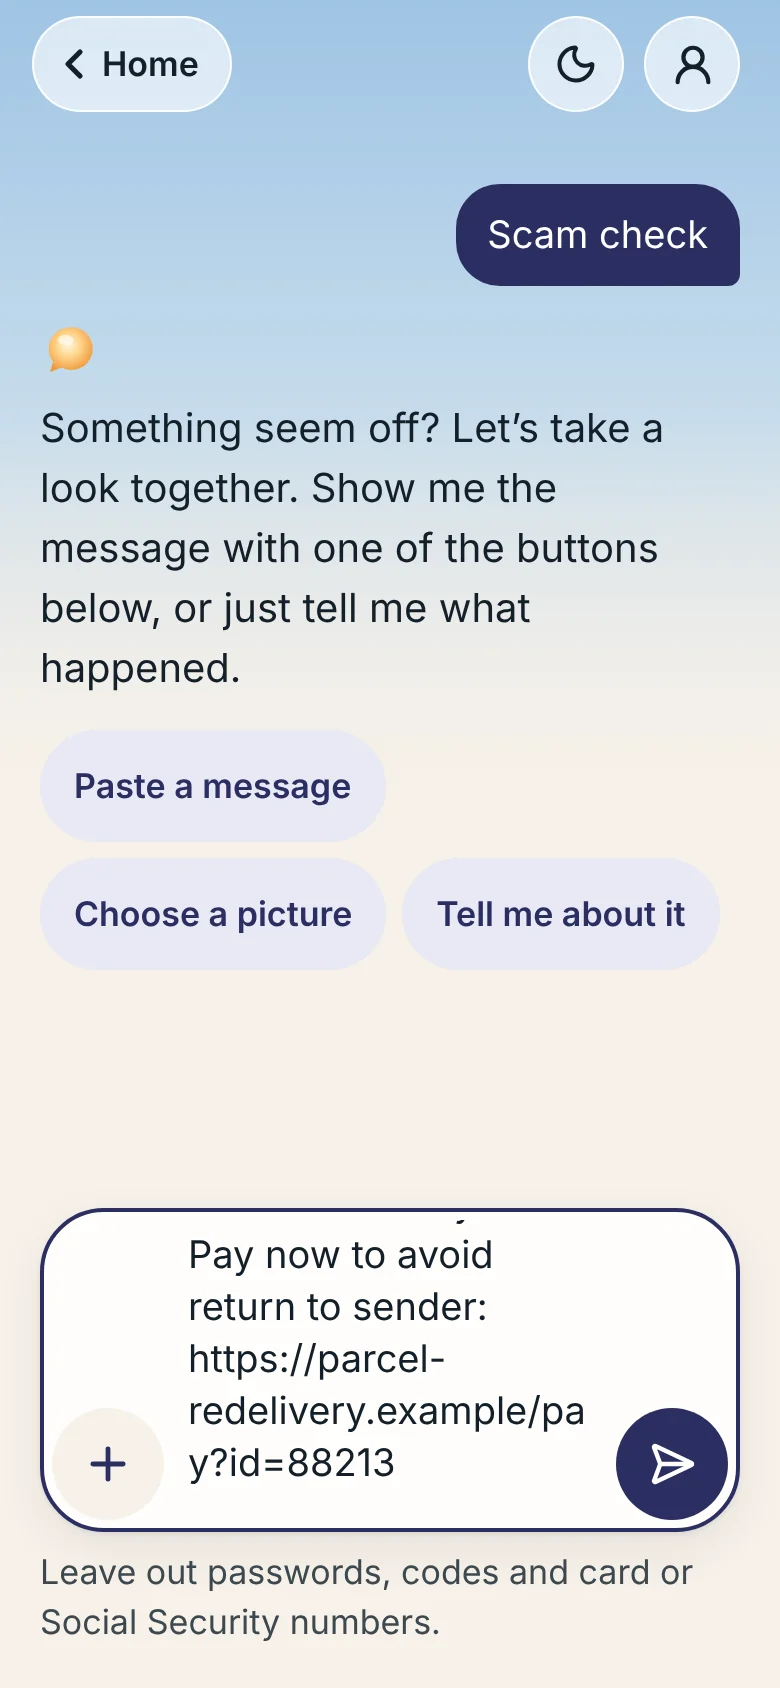 Home
Scam check
Something seem off? Let’s take a
look together. Show me the
message with one of the buttons
below, or just tell me what
happened.
Paste a message
Choose a picture
Tell me about it
Pay now to avoid
return to sender:
https://parcel-
redelivery.example/pa
y?id=88213
Leave out passwords, codes and card or
Social Security numbers.